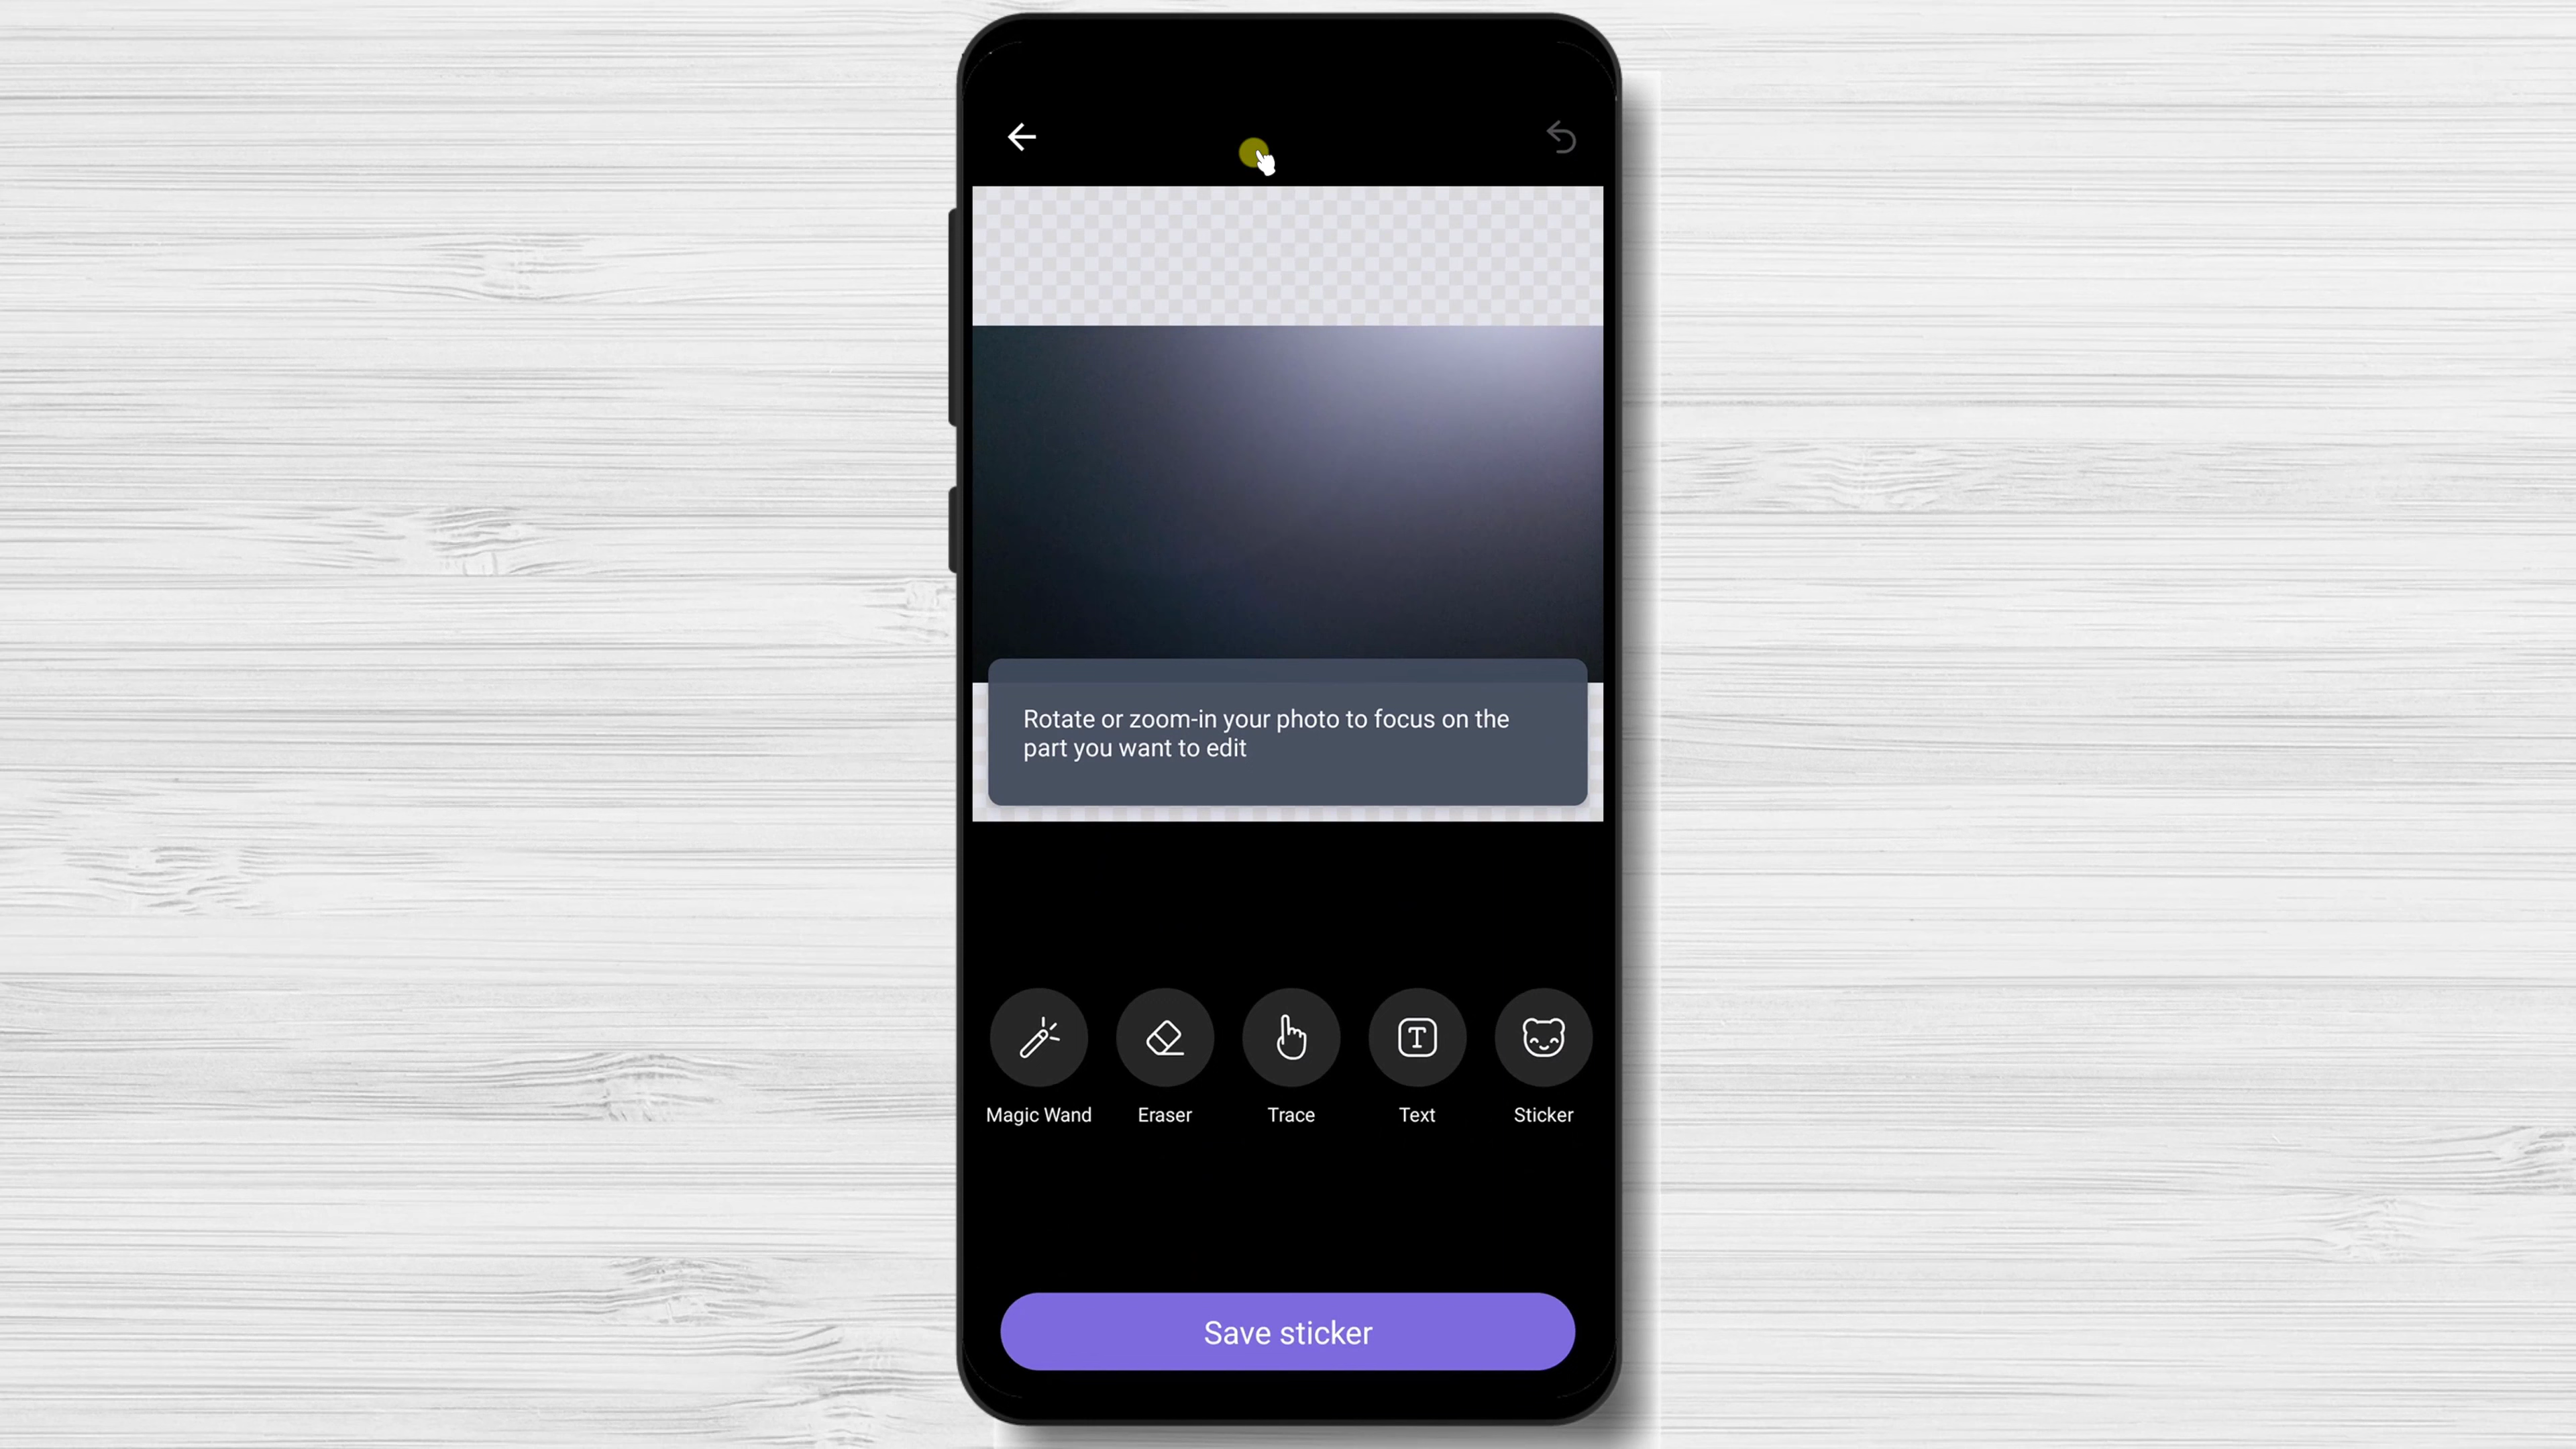 Rotate or zoom-in your photo to focus on the
part you want to edit
Magic Wand
Eraser
Trace
Text
Sticker
Save sticker